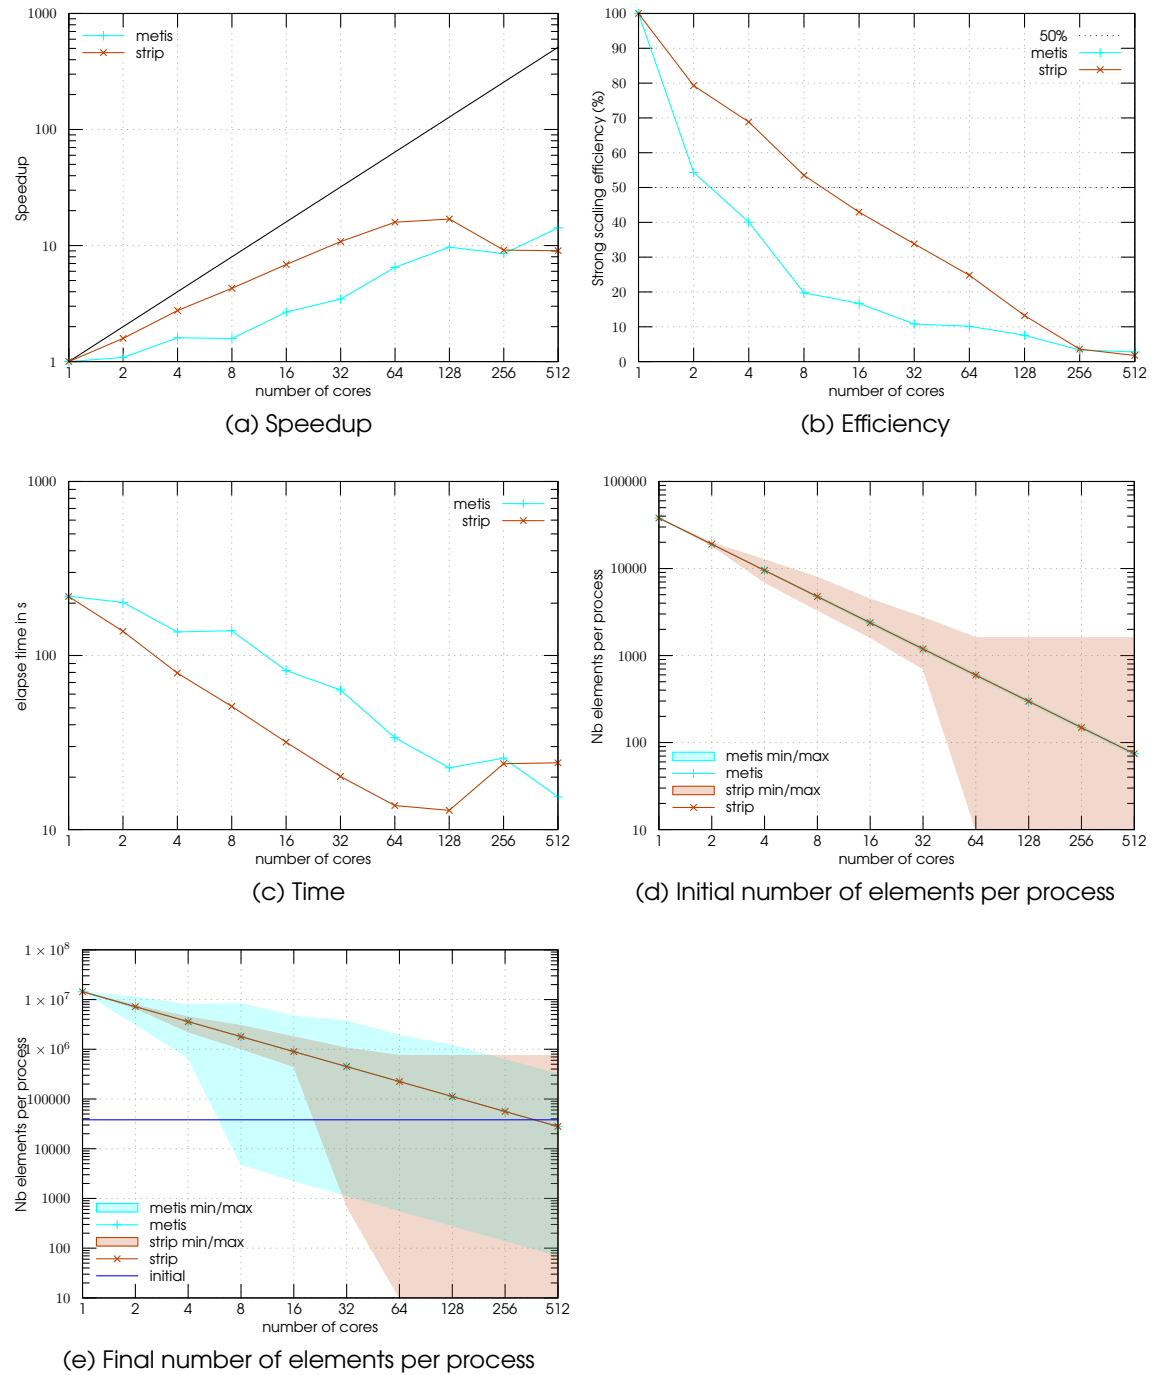 1000
100
10
1
Speedup
metis
strip
1 2 4 8 16 32 64 128 256 512
number of cores
(a) Speedup
100
90
80
70
60
50
40
30
20
10
0
Strong scaling efficiency (%)
50%
metis
strip
1 2 4 8 16 32 64 128 256 512
number of cores
(b) Efficiency
1000
100
10
elapse time in s
metis
strip
1 2 4 8 16 32 64 128 256 512
number of cores
(c) Time
100000
10000
1000
100
10
Nb elements per process
metis min/max
metis
strip min/max
strip
1 2 4 8 16 32 64 128 256 512
number of cores
(d) Initial number of elements per process
1 × 10⁸
1 × 10⁷
1 × 10⁶
100000
10000
1000
100
10
Nb elements per process
metis min/max
metis
strip min/max
strip
initial
1 2 4 8 16 32 64 128 256 512
number of cores
(e) Final number of elements per process